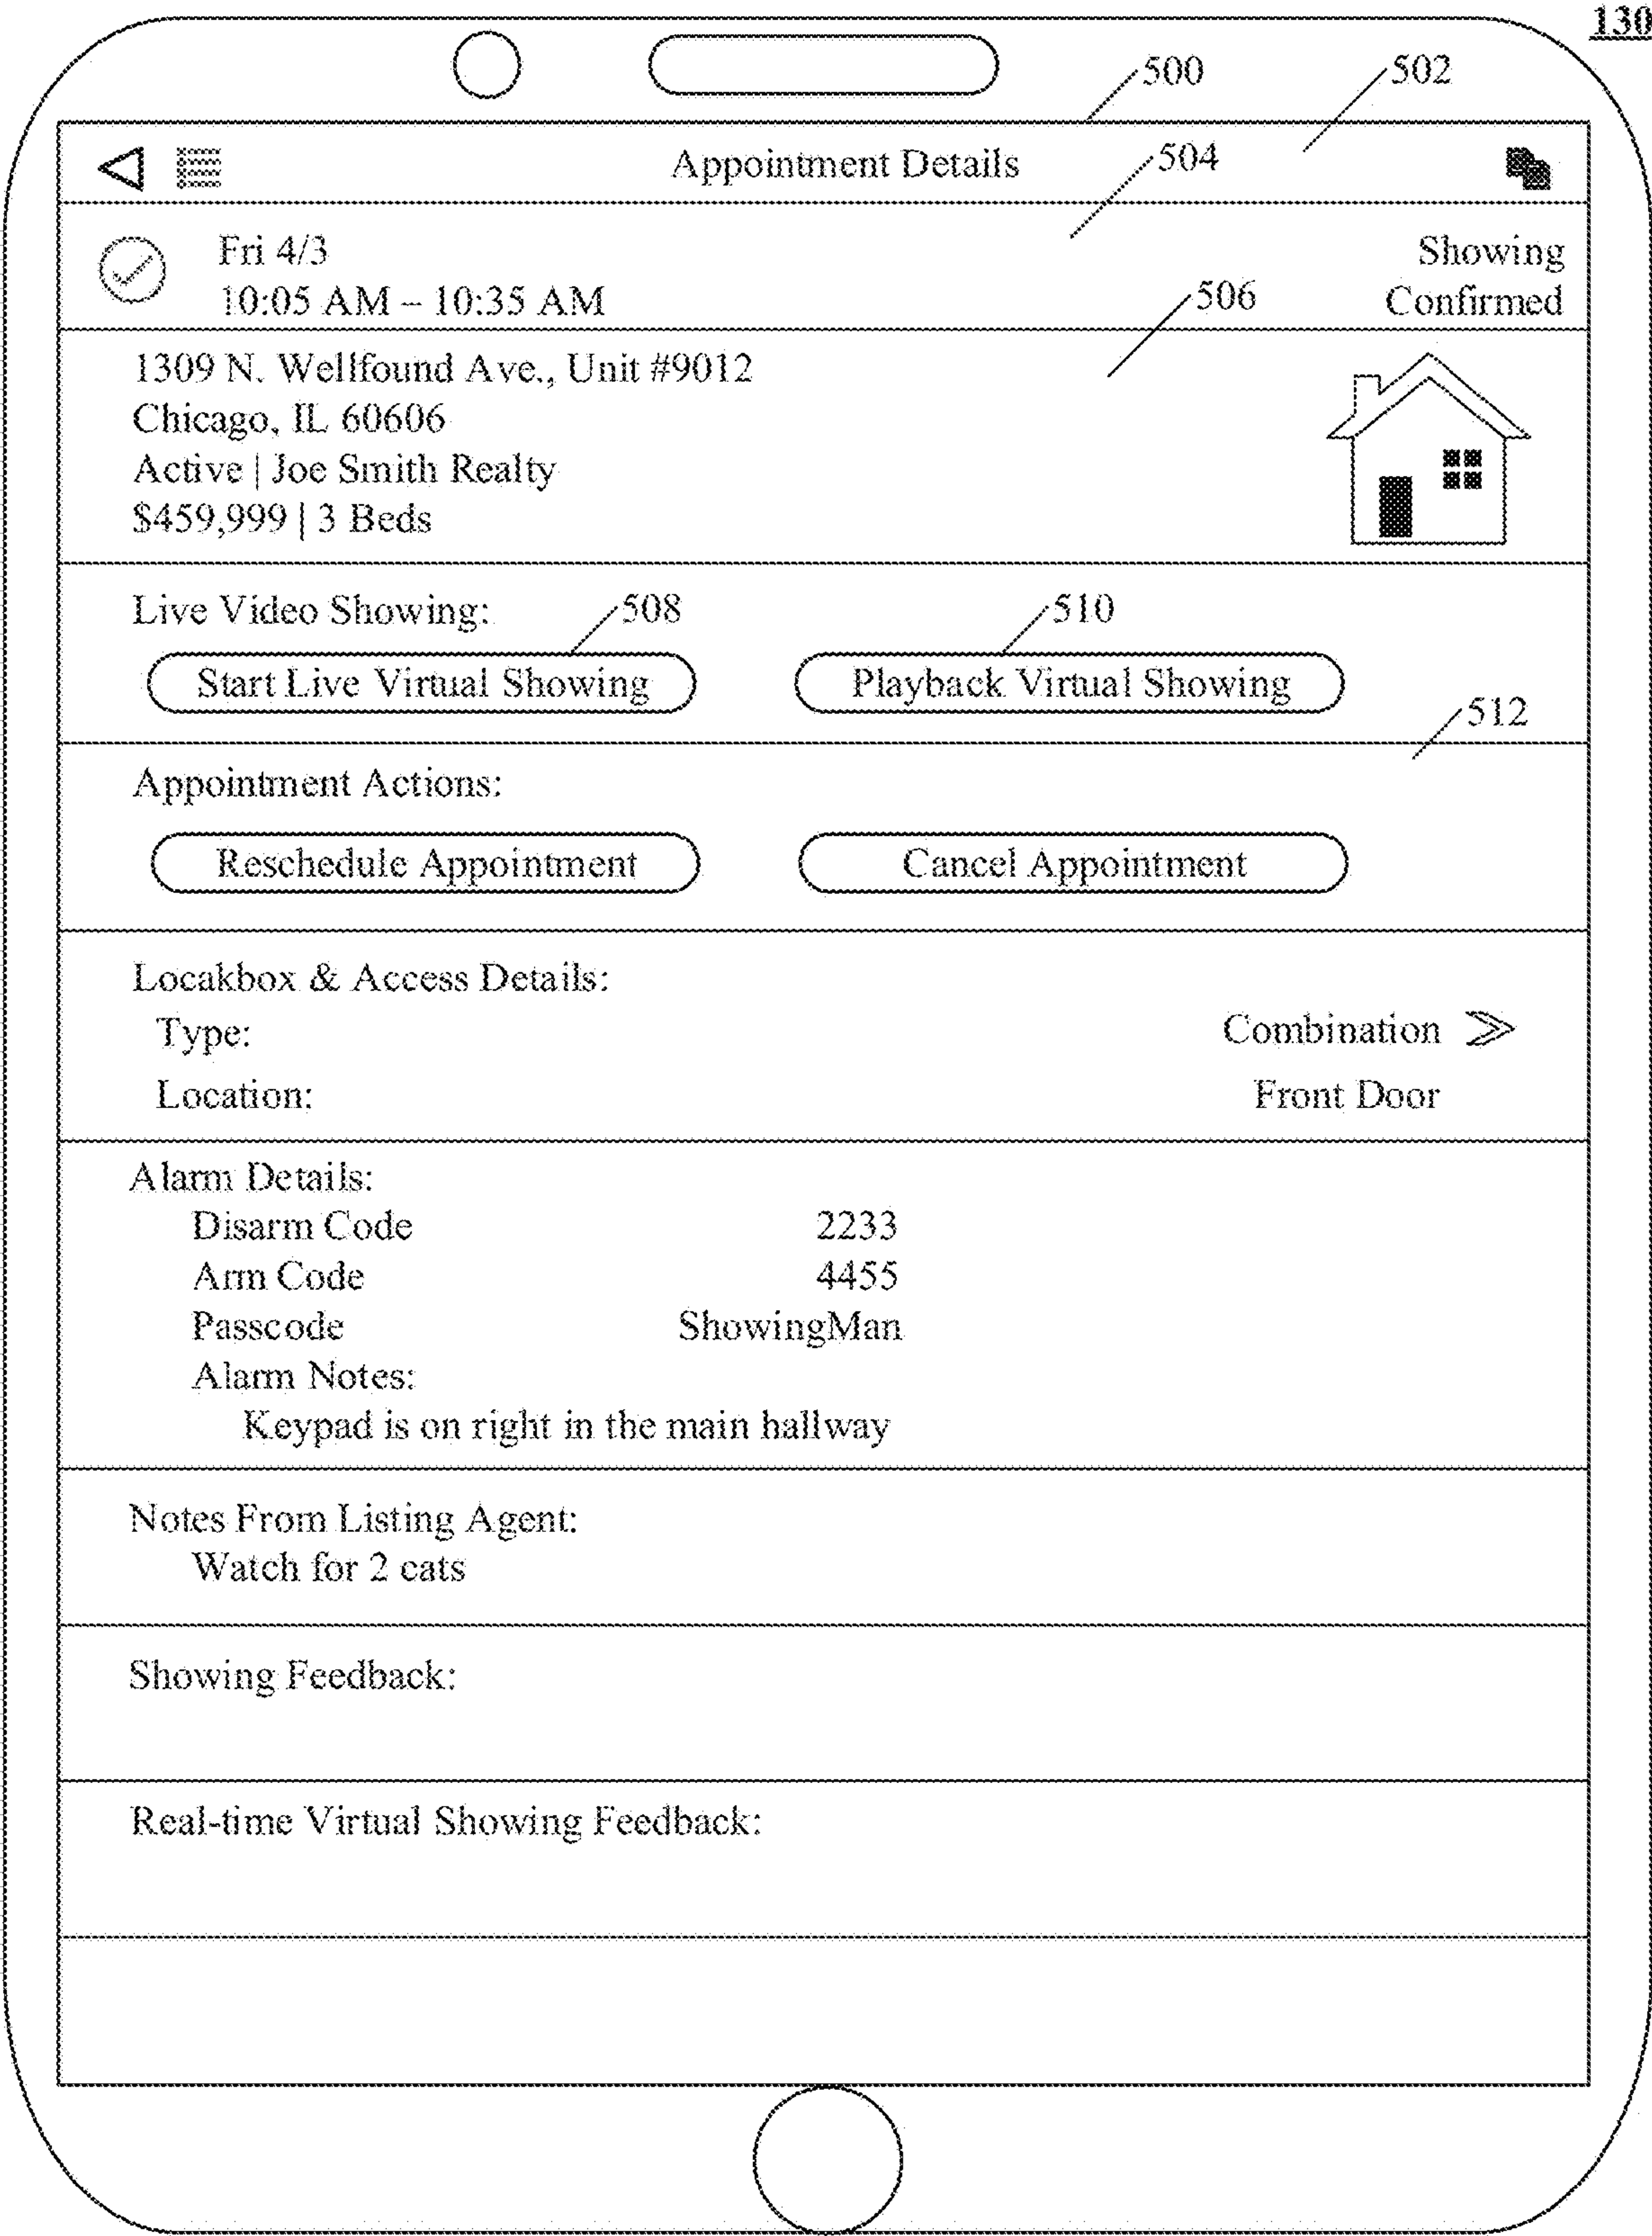 130
500
502
Appointment Details
504
Fri 4/3
Showing
10:05 AM – 10:35 AM
Confirmed
506
1309 N. Wellfound Ave., Unit #9012
Chicago, IL 60606
Active | Joe Smith Realty
$459,999 | 3 Beds
Live Video Showing:
508
510
Start Live Virtual Showing
Playback Virtual Showing
512
Appointment Actions:
Reschedule Appointment
Cancel Appointment
Locakbox & Access Details:
Type:
Combination
Location:
Front Door
Alarm Details:
Disarm Code 2233
Arm Code 4455
Passcode ShowingMan
Alarm Notes:
Keypad is on right in the main hallway
Notes From Listing Agent:
Watch for 2 cats
Showing Feedback:
Real-time Virtual Showing Feedback: